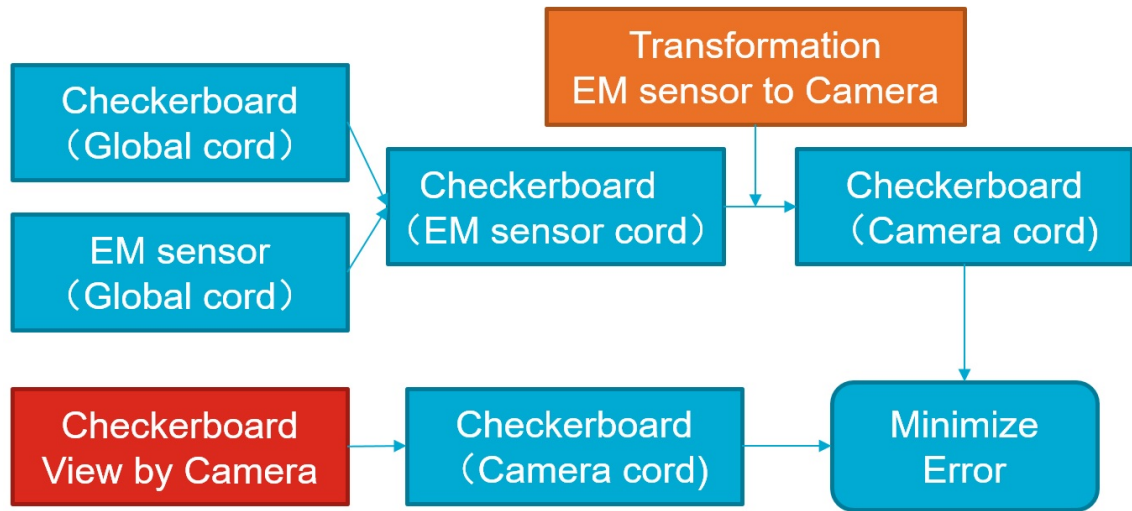 Transformation
EM sensor to Camera
Checkerboard
（Global cord）
EM sensor
（Global cord）
Checkerboard
（EM sensor cord）
Checkerboard
（Camera cord)
Checkerboard
View by Camera
Checkerboard
（Camera cord)
Minimize
Error